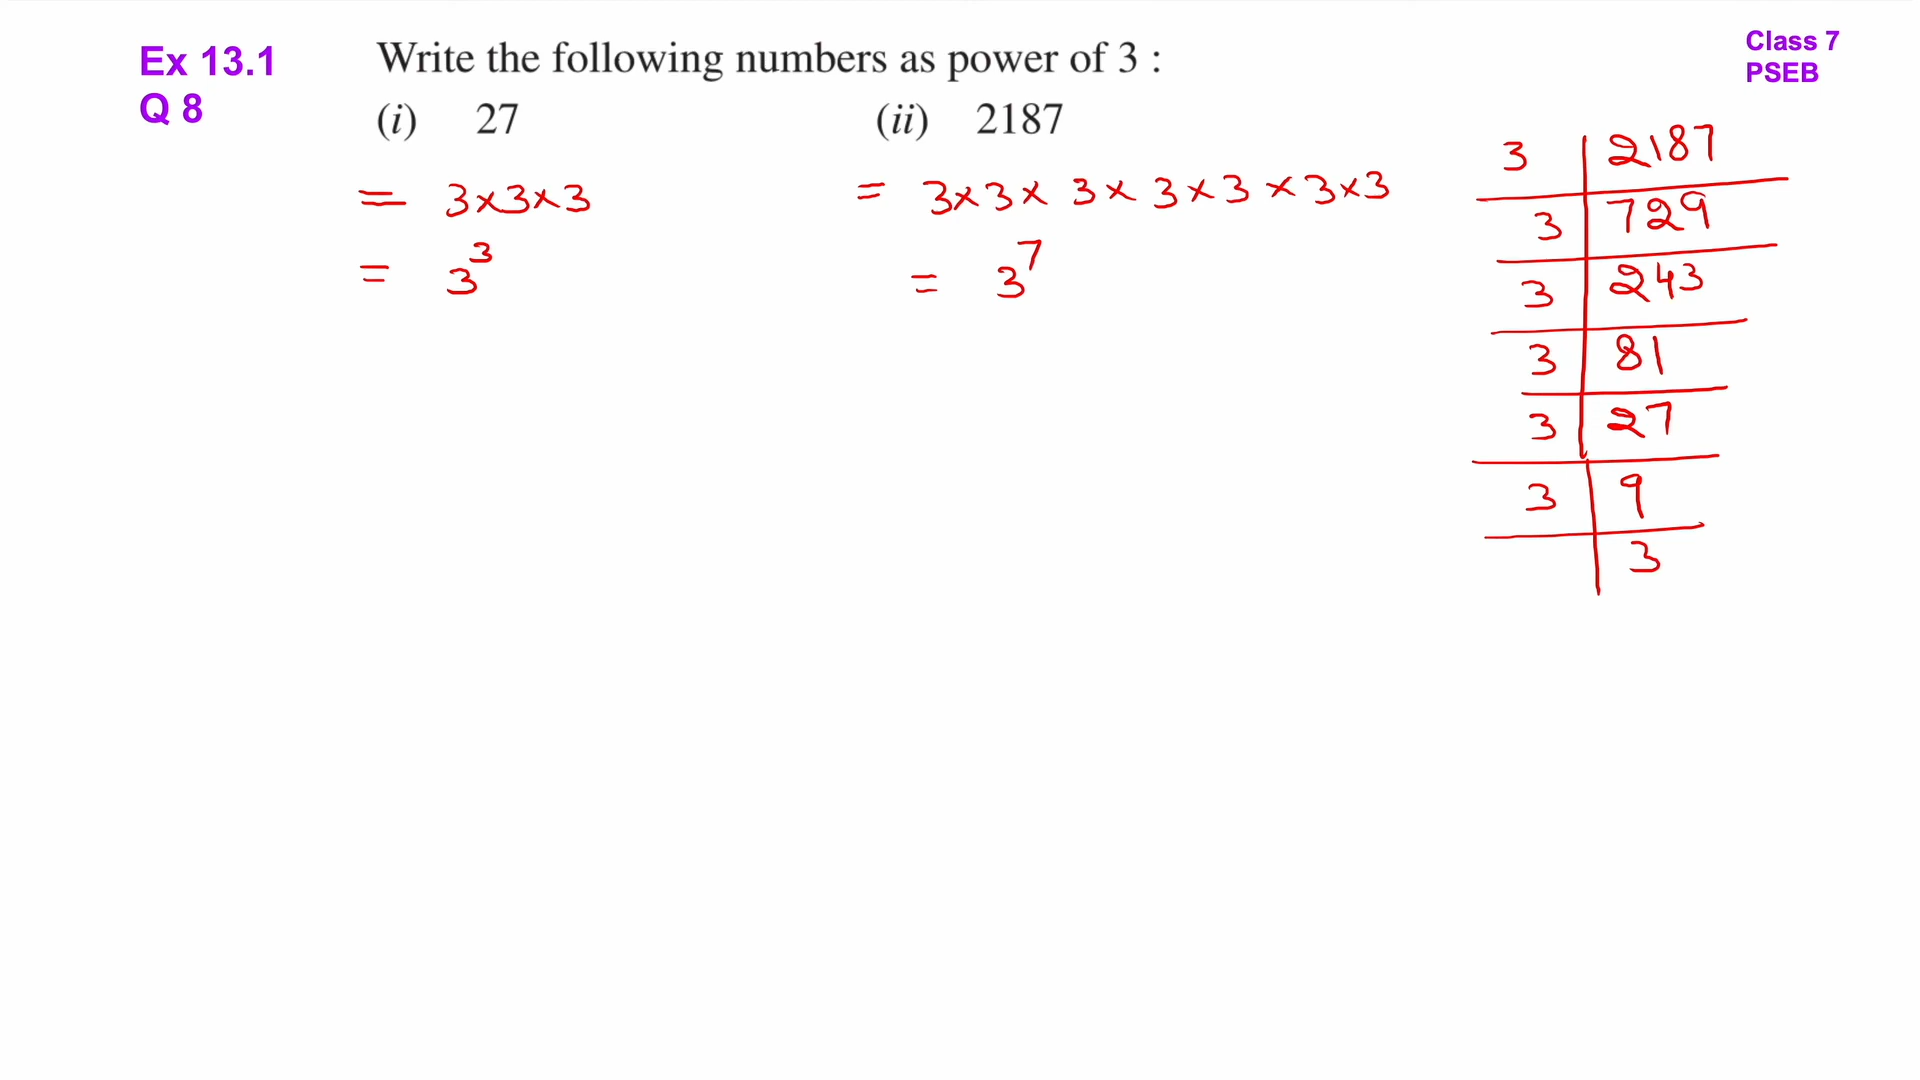 Ex 13.1
Q 8
Write the following numbers as power of 3 :
(i) 27
(ii) 2187
= 3×3×3
= 3³
= 3×3×3×3×3×3×3
= 3⁷
3 | 2187
3 | 729
3 | 243
3 | 81
3 | 27
3 | 9
| 3
Class 7
PSEB